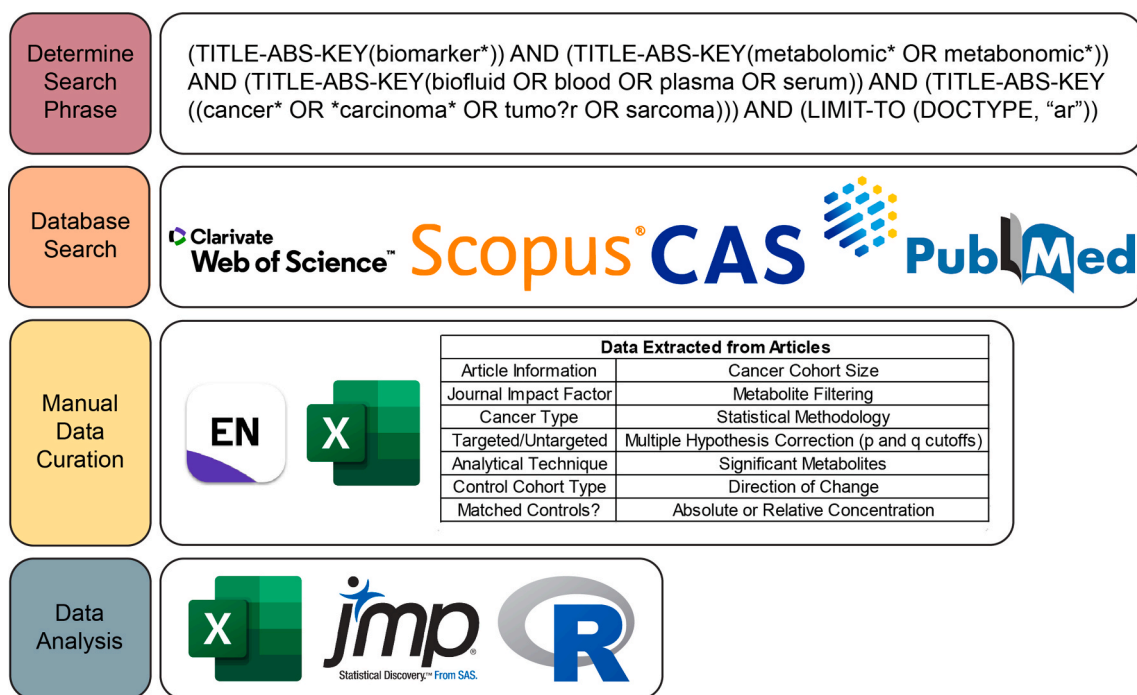 Determine
Search
Phrase
(TITLE-ABS-KEY(biomarker*)) AND (TITLE-ABS-KEY(metabolomic* OR metabonomic*))
AND (TITLE-ABS-KEY(biofluid OR blood OR plasma OR serum)) AND (TITLE-ABS-KEY
((cancer* OR *carcinoma* OR tumo?r OR sarcoma))) AND (LIMIT-TO (DOCTYPE, “ar”))
Database
Search
Clarivate
Web of Science™
Scopus®
CAS
PubMed
Manual
Data
Curation
EN
X
Data Extracted from Articles
Article Information Cancer Cohort Size
Journal Impact Factor Metabolite Filtering
Cancer Type Statistical Methodology
Targeted/Untargeted Multiple Hypothesis Correction (p and q cutoffs)
Analytical Technique Significant Metabolites
Control Cohort Type Direction of Change
Matched Controls? Absolute or Relative Concentration
Data
Analysis
X
jmp®
Statistical Discovery.™ From SAS.
R